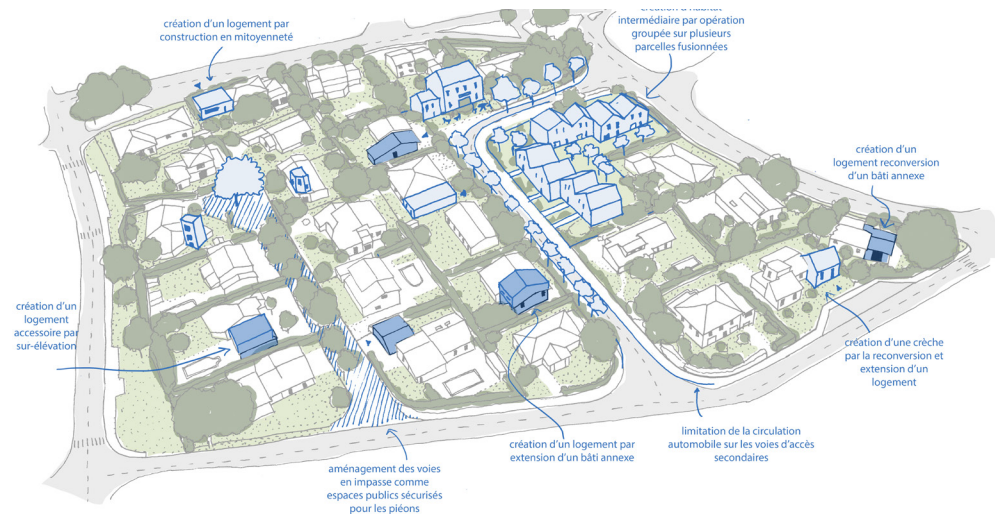 création d'un logement par
construction en mitoyenneté
création d'habitat
intermédiaire par opération
groupée sur plusieurs
parcelles fusionnées
création d'un
logement reconversion
d'un bâti annexe
création d'un
logement
accessoire par
sur-élévation
création d'une crèche
par la reconversion et
extension d'un
logement
limitation de la circulation
automobile sur les voies d'accès
secondaires
création d'un logement par
extension d'un bâti annexe
aménagement des voies
en impasse comme
espaces publics sécurisés
pour les piéons